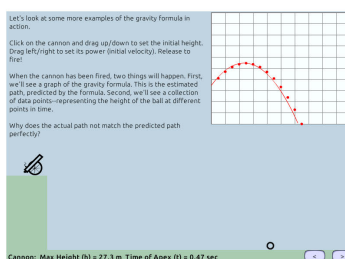 Let's look at some more examples of the gravity formula in
action.
Click on the cannon and drag up/down to set the initial height.
Drag left/right to set its power (initial velocity). Release to
fire!
When the cannon has been fired, two things will happen. First,
we'll see a graph of the gravity formula. This is the estimated
path, predicted by the formula. Second, we'll see a collection
of data points--representing the height of the ball at different
points in time.
Why does the actual path not match the predicted path
perfectly?
Cannon: Max Height (h) = 27.3 m Time of Apex (t) = 0.47 sec
< >